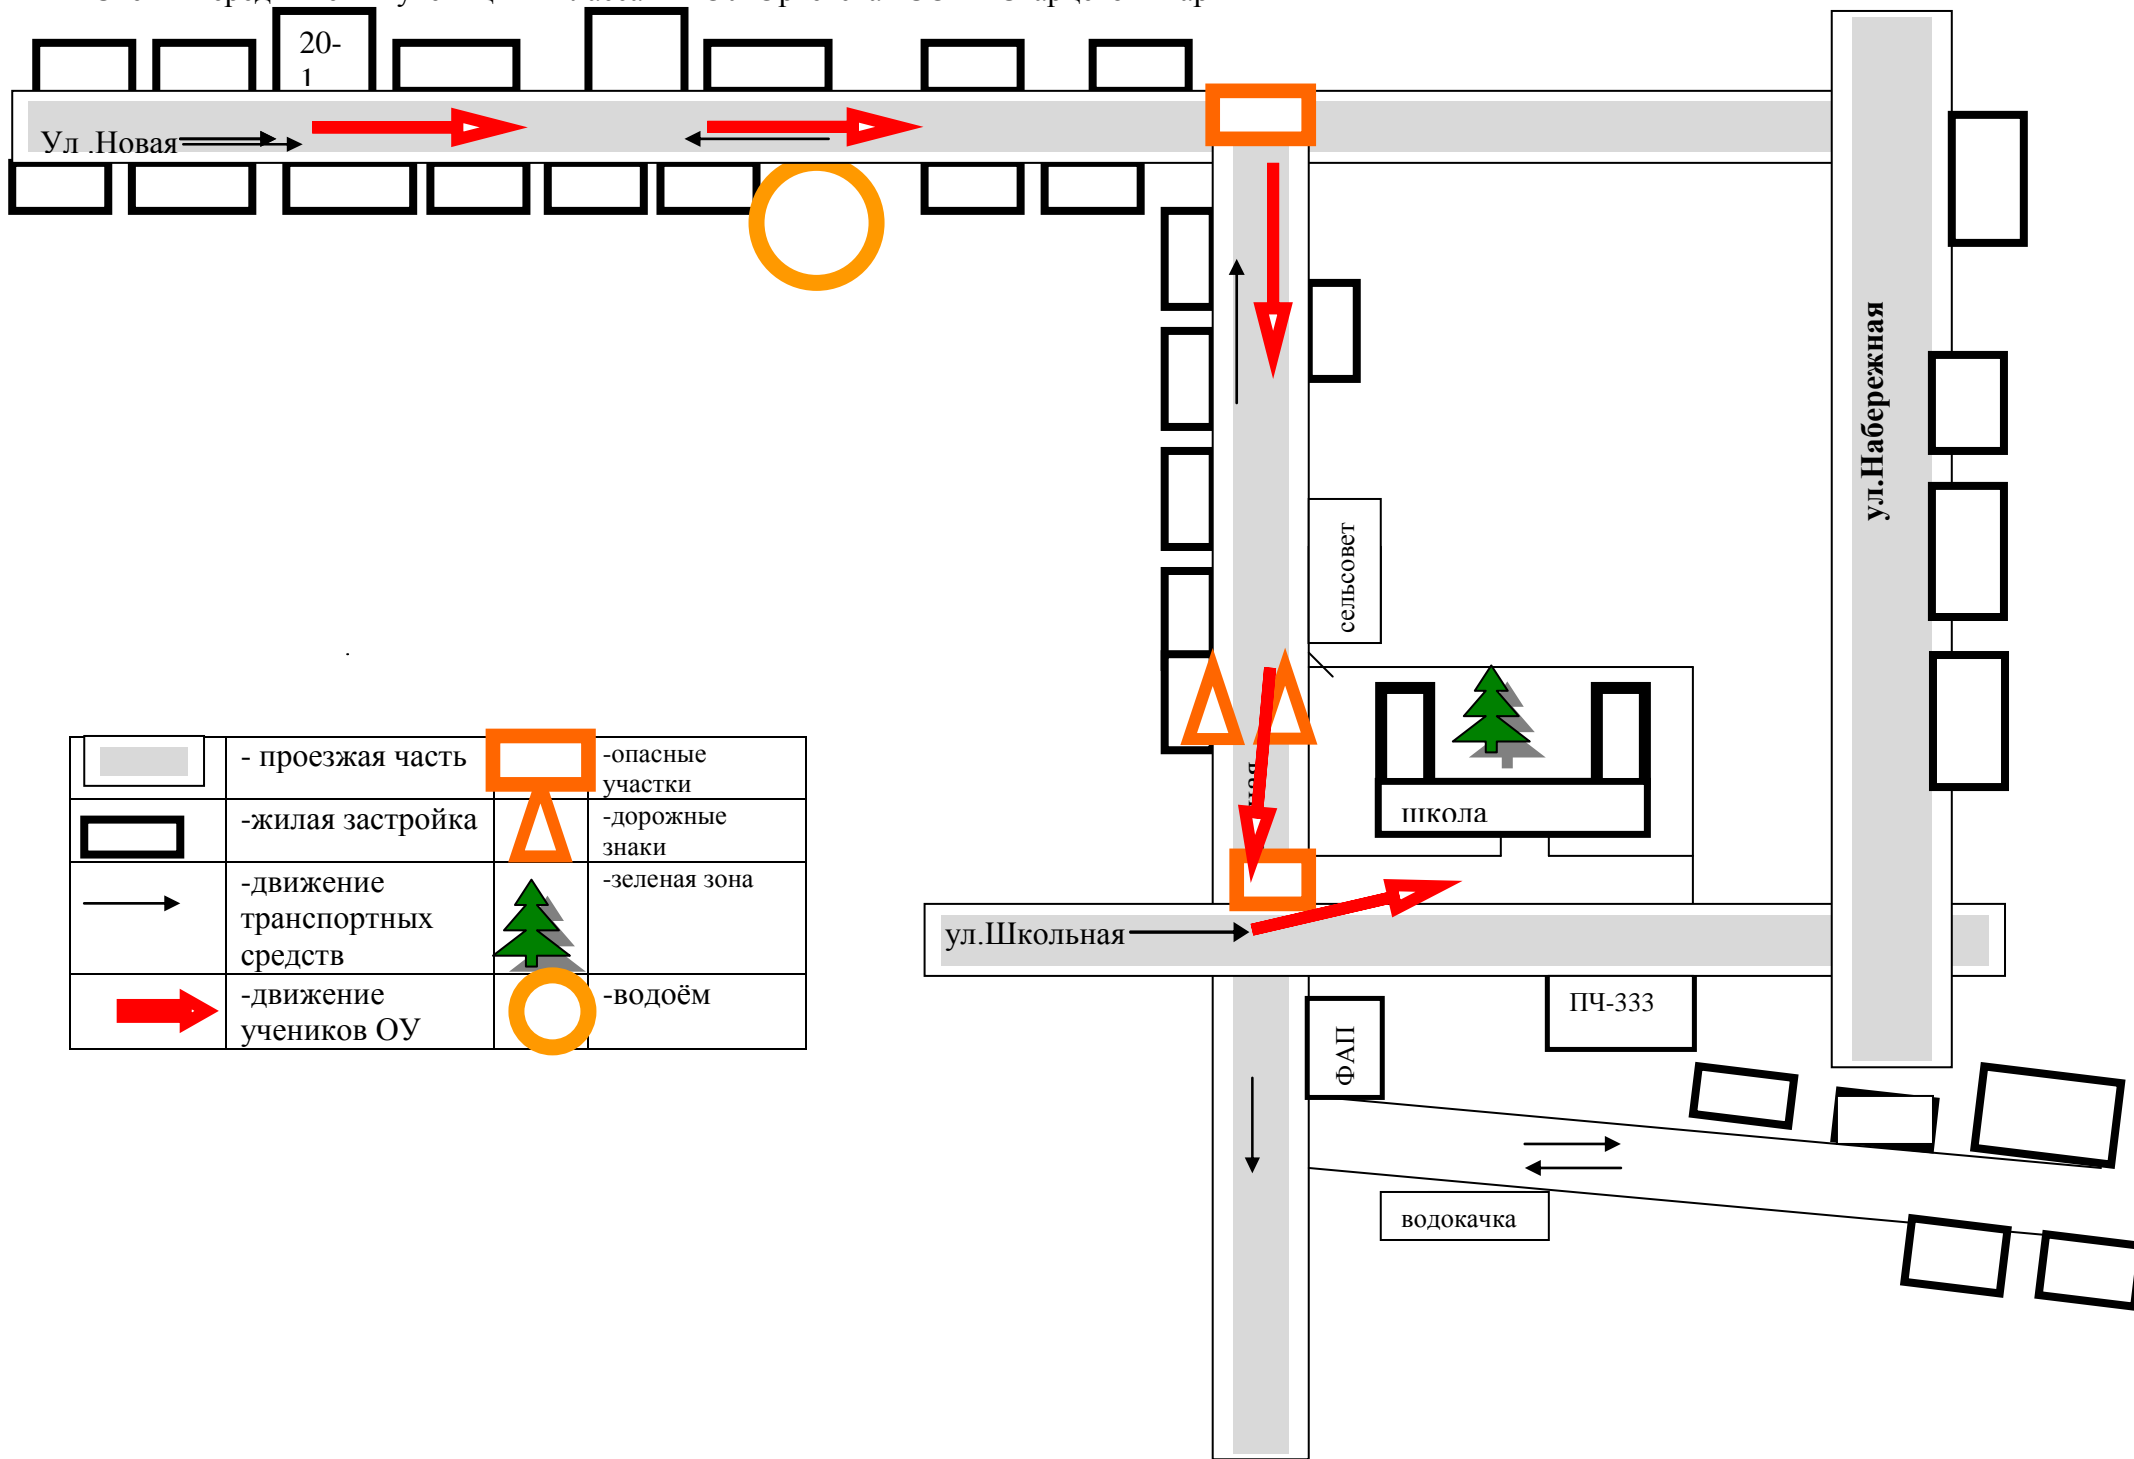 20-
1
Ул .Новая
ул.Набережная
сельсовет
школа
ул.Школьная
ПЧ-333
ФАП
водокачка
- проезжая часть
-опасные
участки
-жилая застройка
-дорожные
знаки
-движение
транспортных
средств
-зеленая зона
-движение
учеников ОУ
-водоём